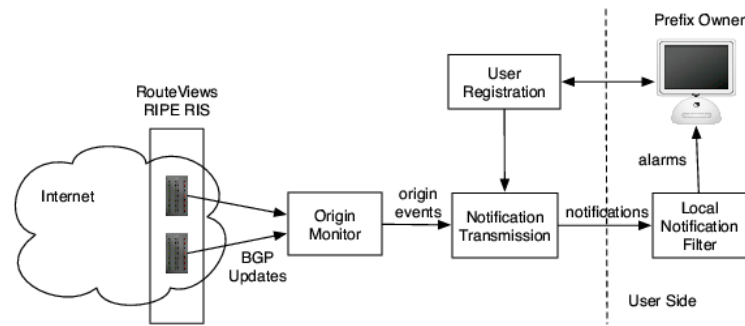 Prefix Owner
RouteViews
RIPE RIS
User
Registration
Internet
alarms
origin
events
Origin
Monitor
Notification
Transmission
notifications
Local
Notification
Filter
BGP
Updates
User Side